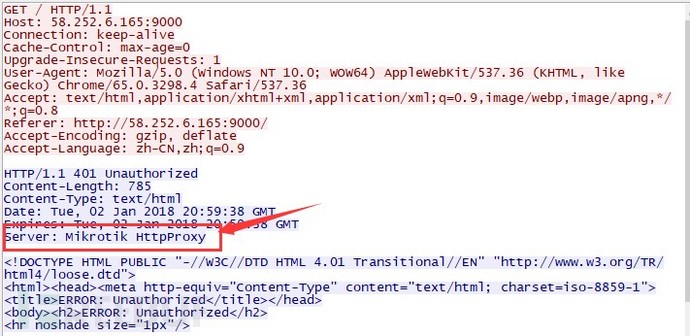 GET / HTTP/1.1
Host: 58.252.6.165:9000
Connection: keep-alive
Cache-Control: max-age=0
Upgrade-Insecure-Requests: 1
User-Agent: Mozilla/5.0 (Windows NT 10.0; WOW64) AppleWebKit/537.36 (KHTML, like
Gecko) Chrome/65.0.3298.4 Safari/537.36
Accept: text/html,application/xhtml+xml,application/xml;q=0.9,image/webp,image/apng,*/
*;q=0.8
Referer: http://58.252.6.165:9000/
Accept-Encoding: gzip, deflate
Accept-Language: zh-CN,zh;q=0.9
HTTP/1.1 401 Unauthorized
Content-Length: 785
Content-Type: text/html
Date: Tue, 02 Jan 2018 20:59:38 GMT
Expires: Tue, 02 Jan 2018 20:59:38 GMT
Server: Mikrotik HttpProxy
<!DOCTYPE HTML PUBLIC "-//W3C//DTD HTML 4.01 Transitional//EN" "http://www.w3.org/TR/
html4/loose.dtd">
<html><head><meta http-equiv="Content-Type" content="text/html; charset=iso-8859-1">
<title>ERROR: Unauthorized</title></head>
<body><h2>ERROR: Unauthorized</h2>
<hr noshade size="1px"/>